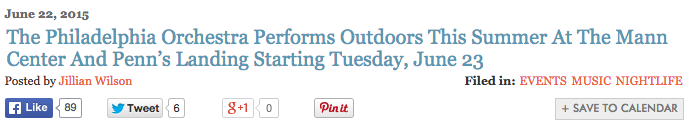 June 22, 2015
The Philadelphia Orchestra Performs Outdoors This Summer At The Mann
Center And Penn's Landing Starting Tuesday, June 23
Posted by Jillian Wilson Filed in: EVENTS MUSIC NIGHTLIFE
f Like 89 Tweet 6 g+1 0 Pinit + SAVE TO CALENDAR